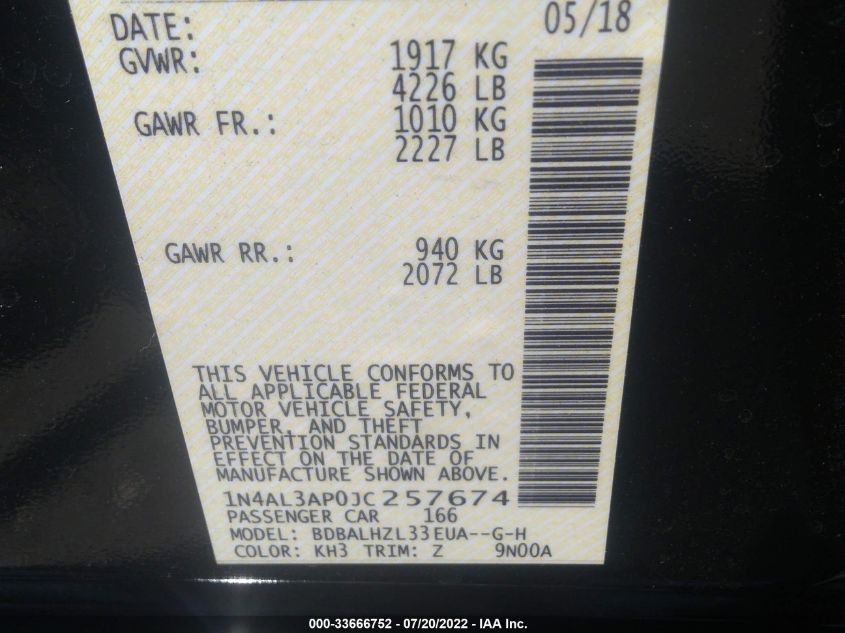 DATE: 05/18
GVWR: 1917 KG
4226 LB
GAWR FR.: 1010 KG
2227 LB
GAWR RR.: 940 KG
2072 LB
THIS VEHICLE CONFORMS TO
ALL APPLICABLE FEDERAL
MOTOR VEHICLE SAFETY,
BUMPER, AND THEFT
PREVENTION STANDARDS IN
EFFECT ON THE DATE OF
MANUFACTURE SHOWN ABOVE.
1N4AL3AP0JC257674
PASSENGER CAR 166
MODEL: BDBALHZL33EUA--G-H
COLOR: KH3 TRIM: Z 9N00A
000-33666752 - 07/20/2022 - IAA Inc.